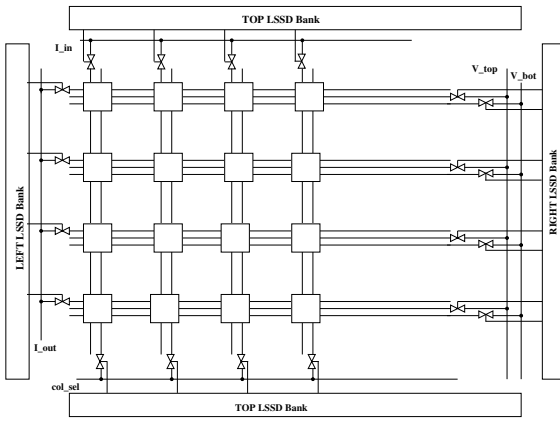 TOP LSSD Bank
I_in
V_top
V_bot
LEFT LSSD Bank
RIGHT LSSD Bank
I_out
col_sel
TOP LSSD Bank